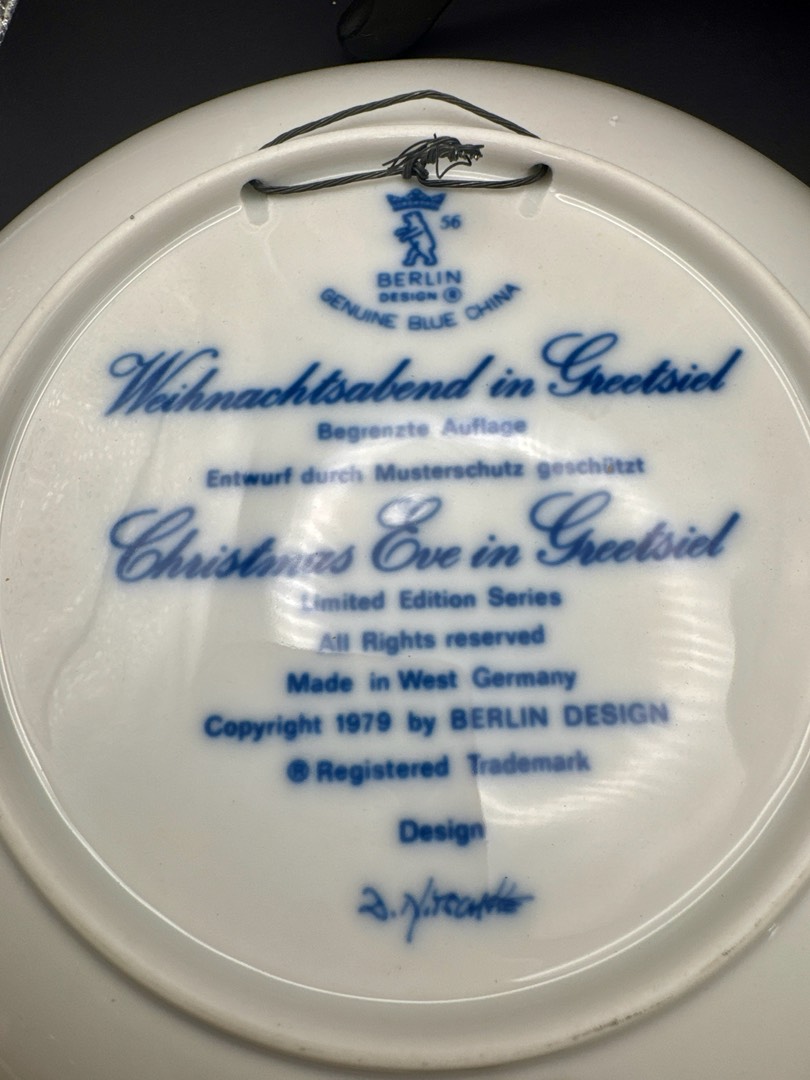 56
BERLIN
DESIGN ®
GENUINE BLUE CHINA
Weihnachtsabend in Greetsiel
Begrenzte Auflage
Entwurf durch Musterschutz geschützt
Christmas Eve in Greetsiel
Limited Edition Series
All Rights reserved
Made in West Germany
Copyright 1979 by BERLIN DESIGN
® Registered Trademark
Design